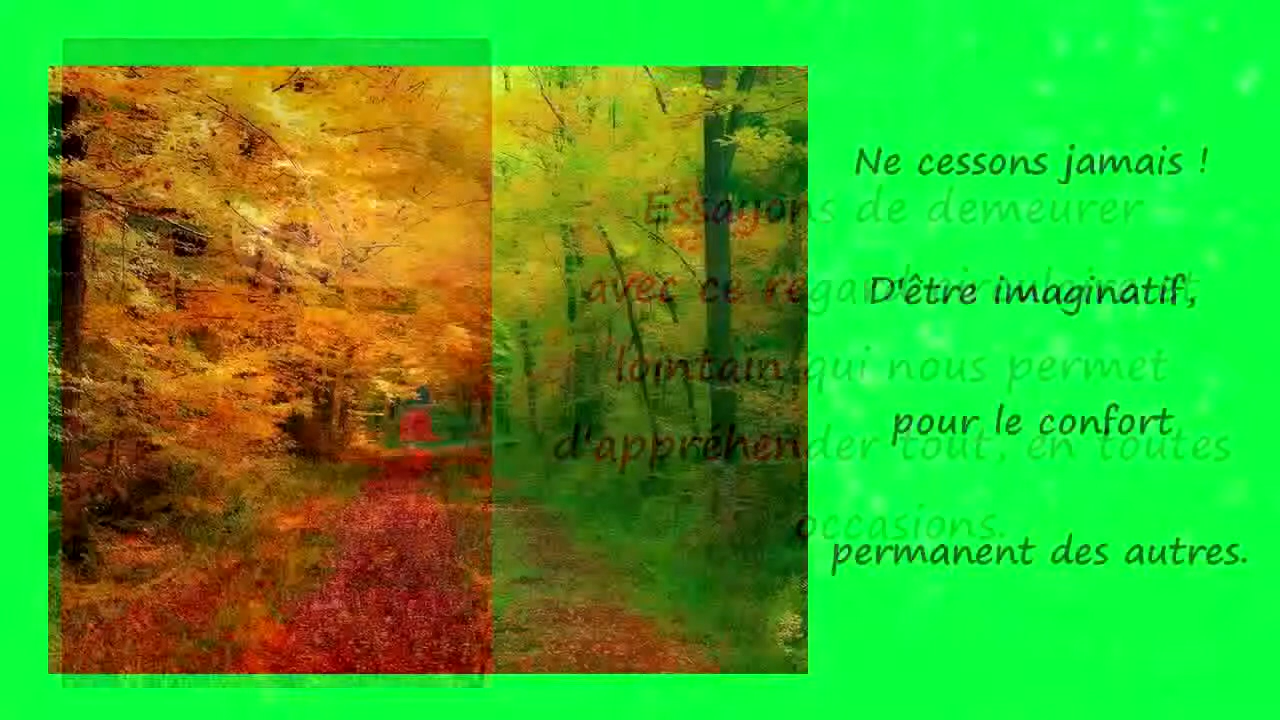 Ne cessons jamais !
Essayons de demeurer
avec ce regard
D'être imaginatif,
lointain, qui nous permet
pour le confort
d'appréhender tout, en toutes
occasions.
permanent des autres.